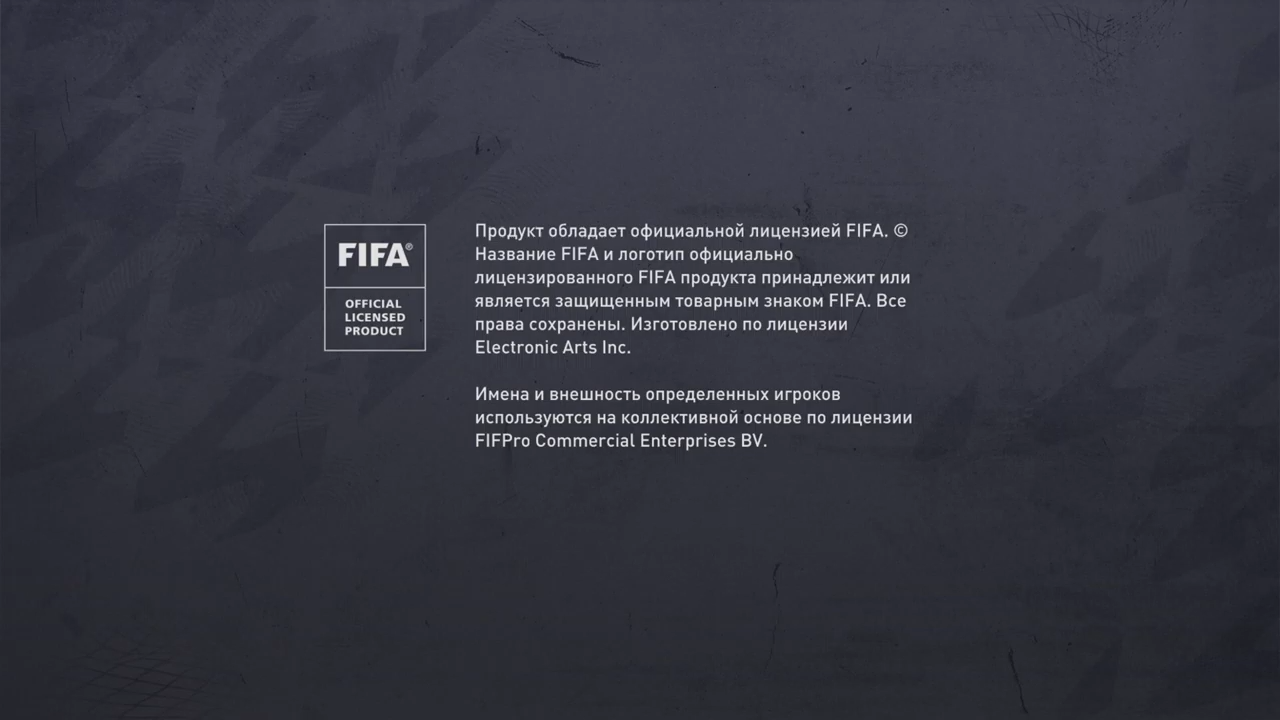 FIFA®
OFFICIAL
LICENSED
PRODUCT
Продукт обладает официальной лицензией FIFA. ©
Название FIFA и логотип официально
лицензированного FIFA продукта принадлежит или
является защищенным товарным знаком FIFA. Все
права сохранены. Изготовлено по лицензии
Electronic Arts Inc.
Имена и внешность определенных игроков
используются на коллективной основе по лицензии
FIFPro Commercial Enterprises BV.